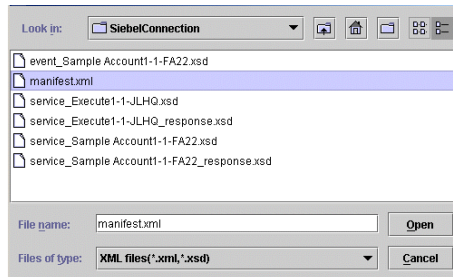 Look in: SiebelConnection
event_Sample Account1-1-FA22.xsd
manifest.xml
service_Execute1-1-JLHQ.xsd
service_Execute1-1-JLHQ_response.xsd
service_Sample Account1-1-FA22.xsd
service_Sample Account1-1-FA22_response.xsd
File name: manifest.xml Open
Files of type: XML files(*.xml,*.xsd) Cancel